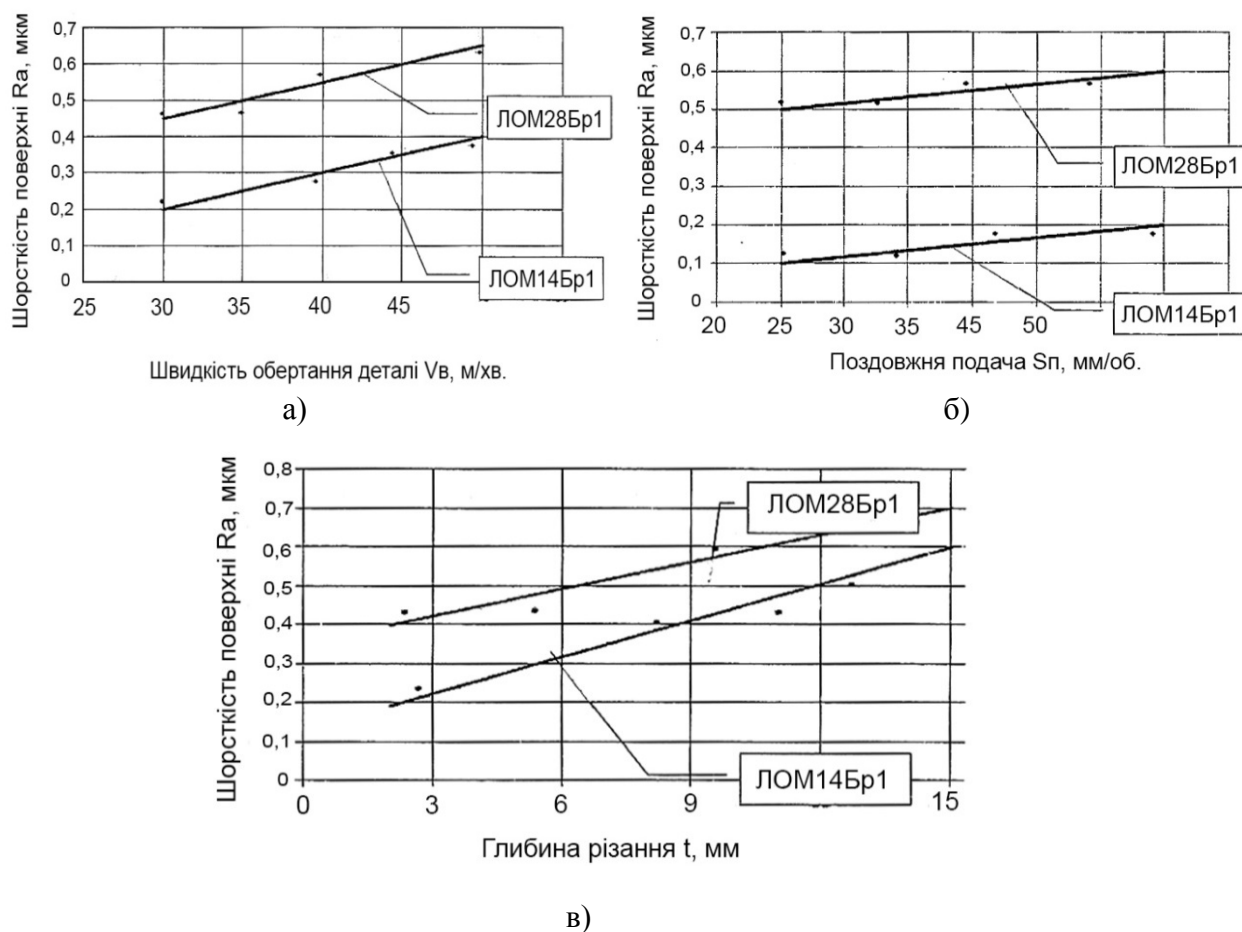 Шорсткість поверхні Ra, мкм
0,7
0,6
0,5
0,4
0,3
0,2
0,1
0
25
30
35
40
45
ЛОМ28Бр1
ЛОМ14Бр1
Швидкість обертання деталі Vв, м/хв.
а)
Шорсткість поверхні Ra, мкм
0,7
0,6
0,5
0,4
0,3
0,2
0,1
0
20
25
30
35
45
50
ЛОМ28Бр1
ЛОМ14Бр1
Поздовжня подача Sп, мм/об.
б)
Шорсткість поверхні Ra, мкм
0,8
0,7
0,6
0,5
0,4
0,3
0,2
0,1
0
0
3
6
9
15
ЛОМ28Бр1
ЛОМ14Бр1
Глибина різання t, мм
в)